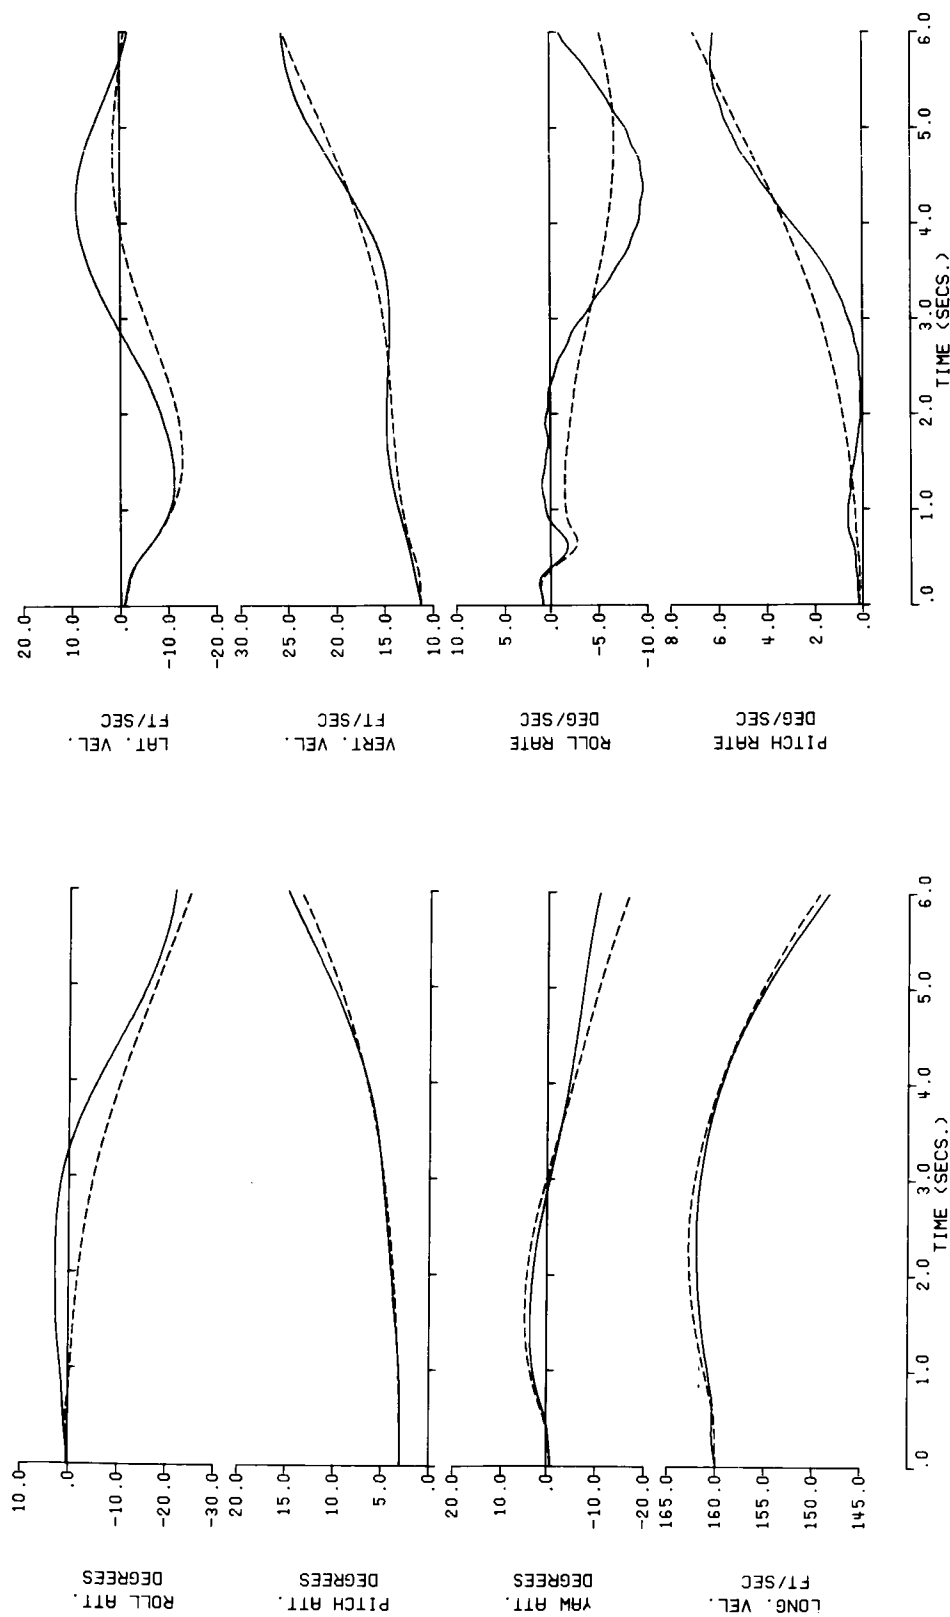 ROLL ATT.
DEGREES
10.0
.0
-10.0
-20.0
-30.0
PITCH ATT.
DEGREES
20.0
15.0
10.0
5.0
.0
YAW ATT.
DEGREES
20.0
10.0
.0
-10.0
-20.0
LONG. VEL.
FT/SEC
165.0
160.0
155.0
150.0
145.0
.0 1.0 2.0 3.0 4.0 5.0 6.0
TIME (SECS.)
LAT. VEL.
FT/SEC
20.0
10.0
.0
-10.0
-20.0
VERT. VEL.
FT/SEC
30.0
25.0
20.0
15.0
10.0
ROLL RATE
DEG/SEC
10.0
5.0
.0
-5.0
-10.0
PITCH RATE
DEG/SEC
8.0
6.0
4.0
2.0
.0
.0 1.0 2.0 3.0 4.0 5.0 6.0
TIME (SECS.)